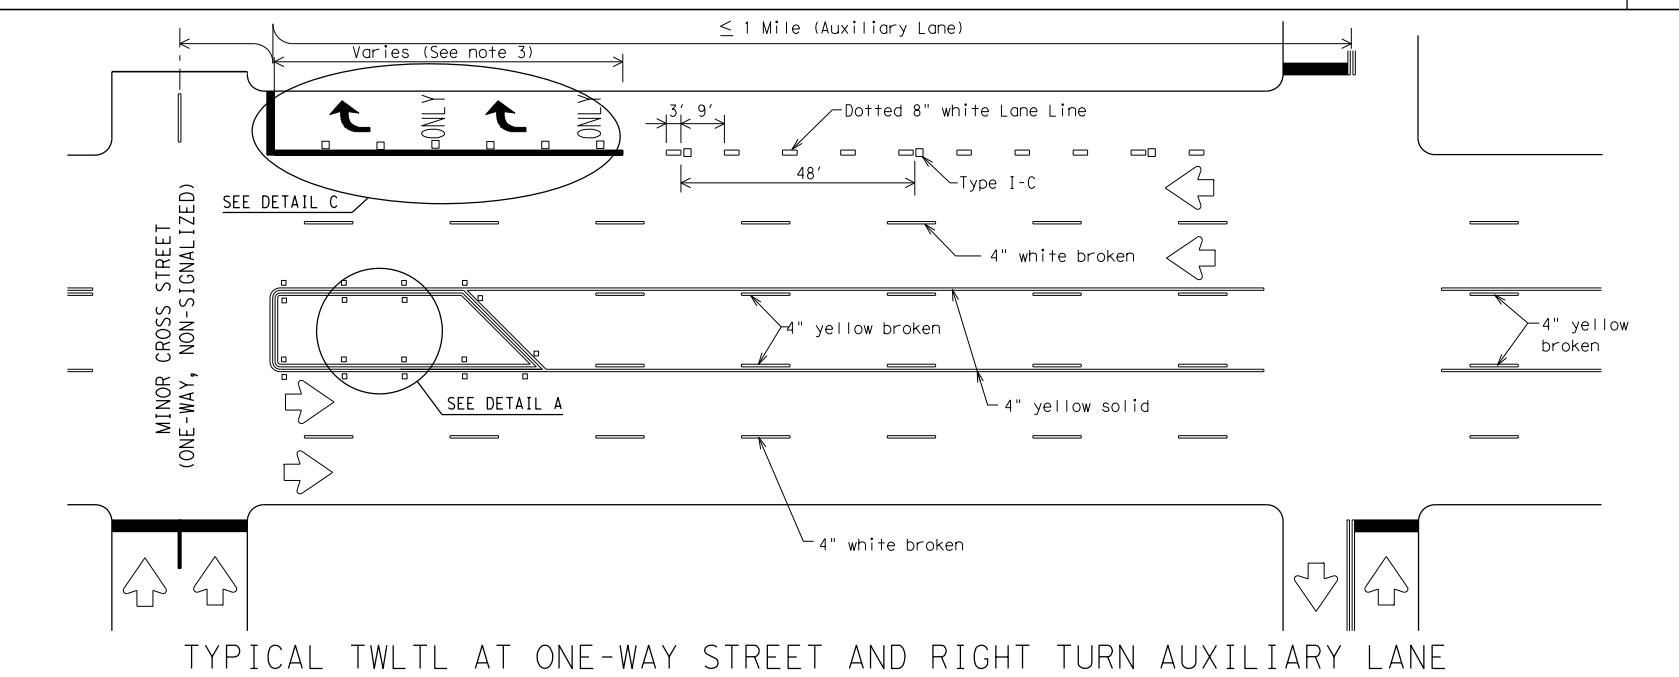 ≤ 1 Mile (Auxiliary Lane)
Varies (See note 3)
ONLY
ONLY
3' 9'
Dotted 8" white Lane Line
48'
Type I-C
SEE DETAIL C
MINOR CROSS STREET
(ONE-WAY, NON-SIGNALIZED)
4" white broken
4" yellow broken
4" yellow
broken
SEE DETAIL A
4" yellow solid
4" white broken
TYPICAL TWLTL AT ONE-WAY STREET AND RIGHT TURN AUXILIARY LANE